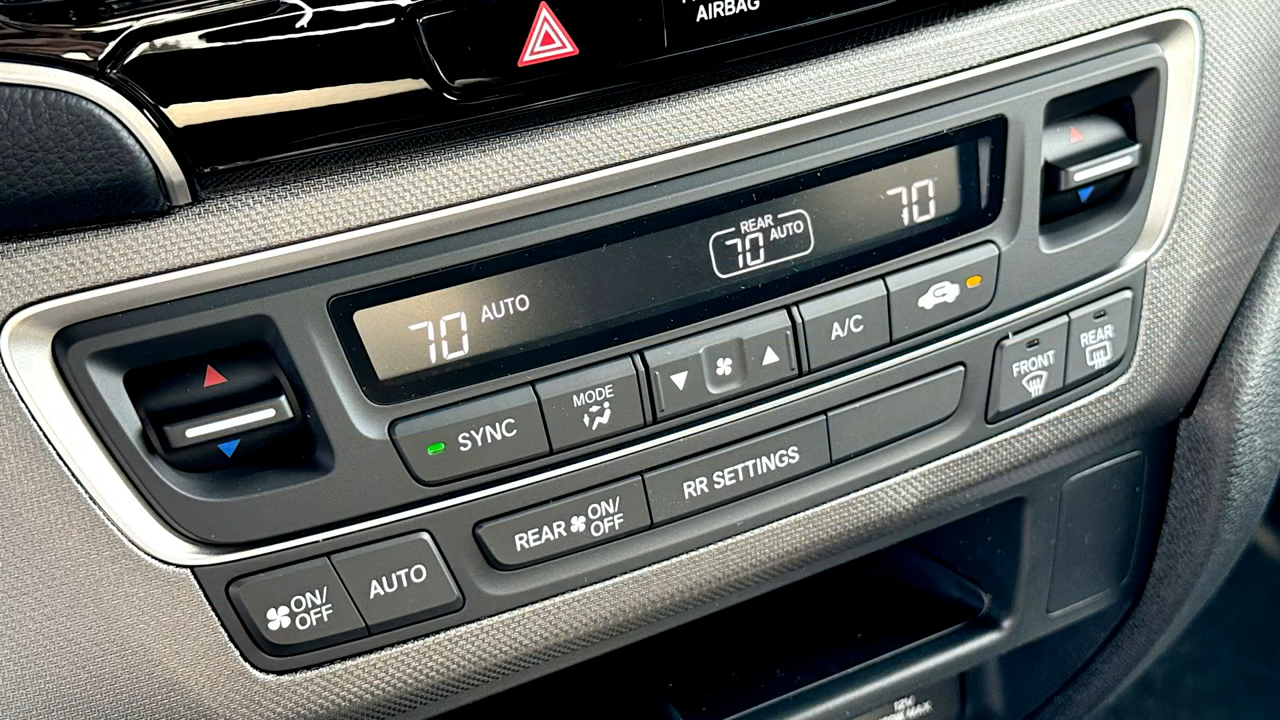 AIRBAG
70 AUTO
REAR
70 AUTO
70
SYNC
MODE
A/C
FRONT
REAR
REAR ON/
OFF
RR SETTINGS
ON/
OFF
AUTO
12V